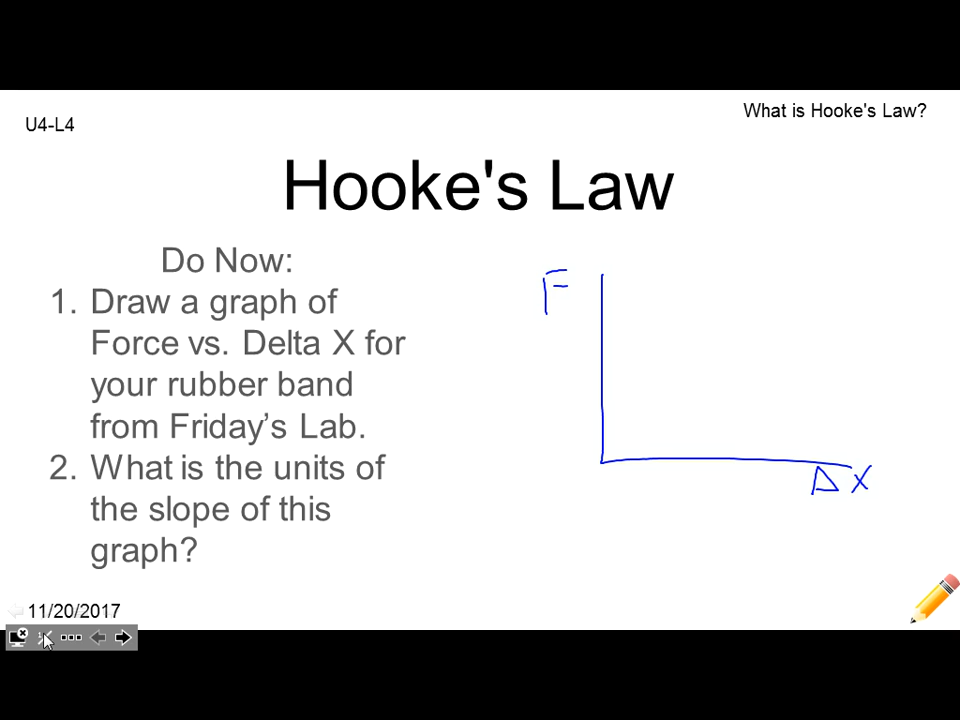 U4-L4
What is Hooke's Law?
Hooke's Law
Do Now:
1. Draw a graph of
Force vs. Delta X for
your rubber band
from Friday’s Lab.
2. What is the units of
the slope of this
graph?
F
Δ X
11/20/2017